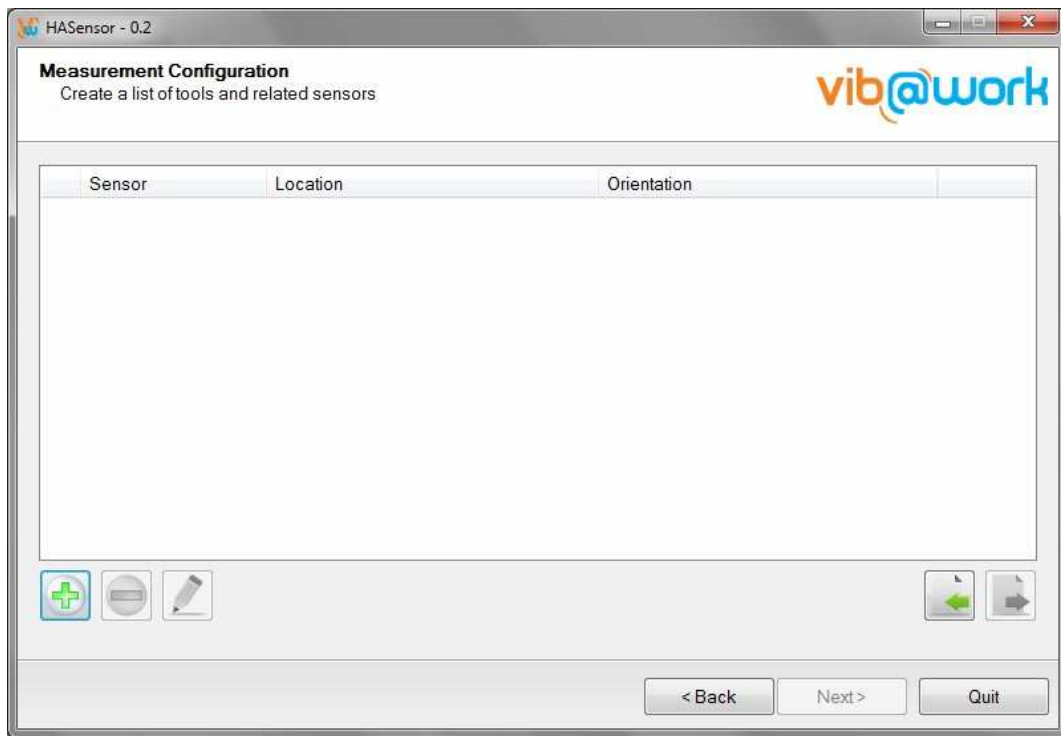 HASensor - 0.2
Measurement Configuration
Create a list of tools and related sensors
vib@work
Sensor Location Orientation
< Back Next > Quit